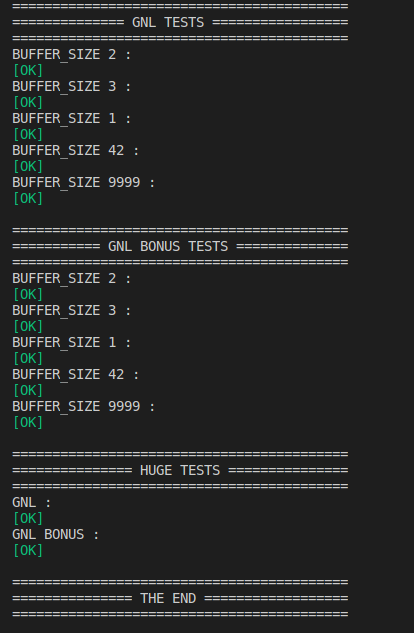 ==========================================
============== GNL TESTS =================
==========================================
BUFFER_SIZE 2 :
[OK]
BUFFER_SIZE 3 :
[OK]
BUFFER_SIZE 1 :
[OK]
BUFFER_SIZE 42 :
[OK]
BUFFER_SIZE 9999 :
[OK]
==========================================
=========== GNL BONUS TESTS ==============
==========================================
BUFFER_SIZE 2 :
[OK]
BUFFER_SIZE 3 :
[OK]
BUFFER_SIZE 1 :
[OK]
BUFFER_SIZE 42 :
[OK]
BUFFER_SIZE 9999 :
[OK]
==========================================
=============== HUGE TESTS ===============
==========================================
GNL :
[OK]
GNL BONUS :
[OK]
==========================================
=============== THE END ==================
==========================================